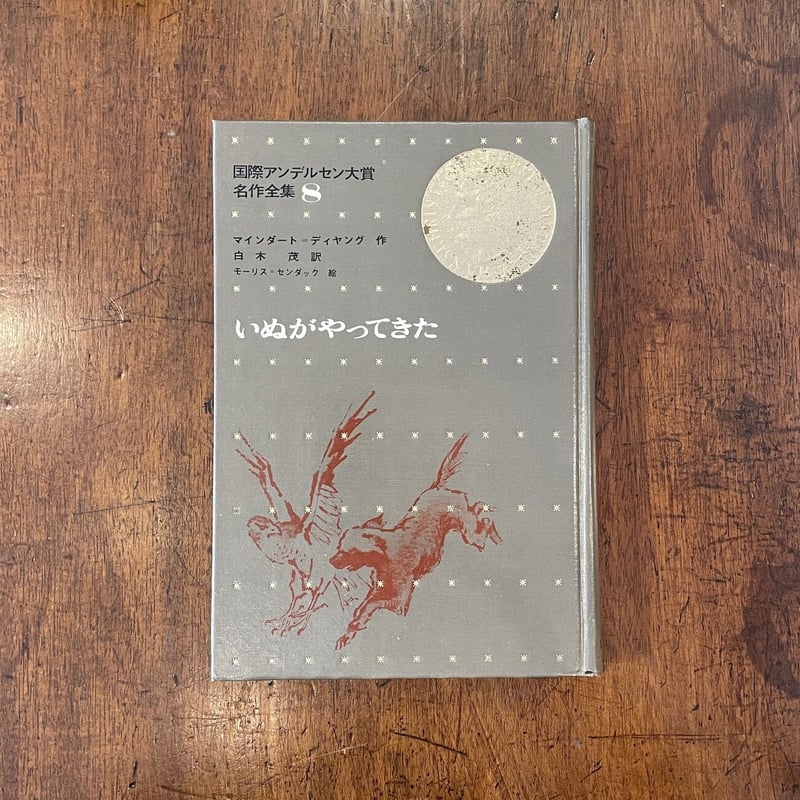 国際アンデルセン大賞
名作全集 8
マインダート=ディヤング 作
白木 茂 訳
モーリス=センダック 絵
いぬがやってきた